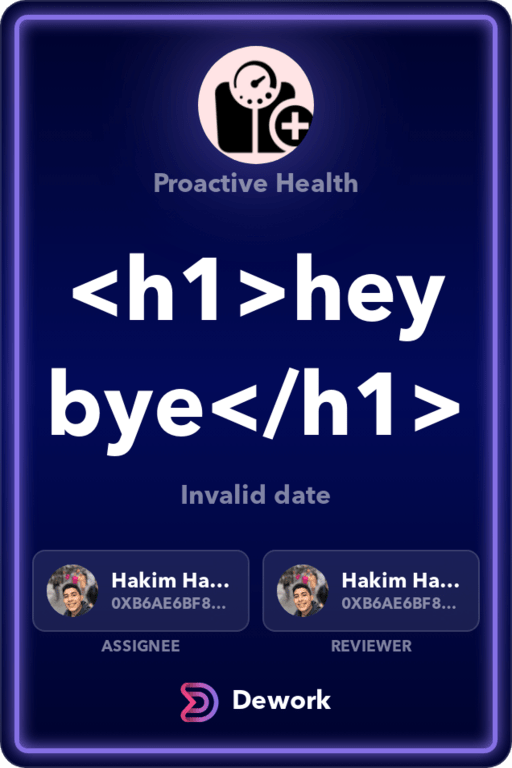 Proactive Health
<h1>hey
bye</h1>
Invalid date
Hakim Ha...
0XB6AE6BF8...
ASSIGNEE
Hakim Ha...
0XB6AE6BF8...
REVIEWER
Dework